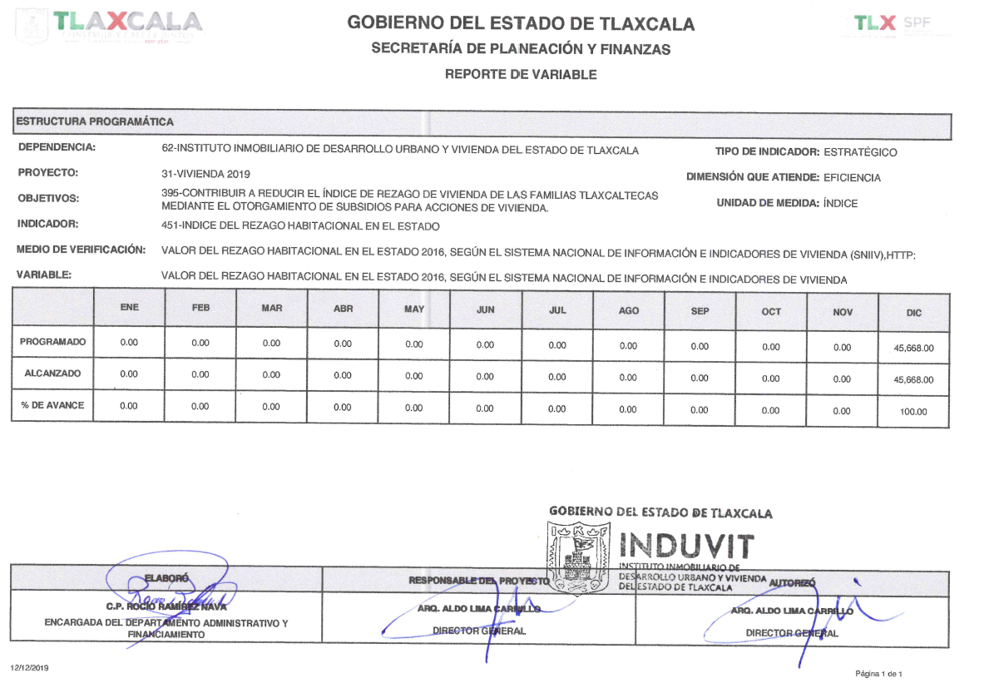 TLAXCALA
CONSTRUIR Y CRECER JUNTOS
GOBIERNO DEL ESTADO DE TLAXCALA
SECRETARÍA DE PLANEACIÓN Y FINANZAS
REPORTE DE VARIABLE
TLX SPF
ESTRUCTURA PROGRAMÁTICA
DEPENDENCIA: 62-INSTITUTO INMOBILIARIO DE DESARROLLO URBANO Y VIVIENDA DEL ESTADO DE TLAXCALA TIPO DE INDICADOR: ESTRATÉGICO
PROYECTO: 31-VIVIENDA 2019 DIMENSIÓN QUE ATIENDE: EFICIENCIA
OBJETIVOS: 395-CONTRIBUIR A REDUCIR EL ÍNDICE DE REZAGO DE VIVIENDA DE LAS FAMILIAS TLAXCALTECAS
MEDIANTE EL OTORGAMIENTO DE SUBSIDIOS PARA ACCIONES DE VIVIENDA. UNIDAD DE MEDIDA: ÍNDICE
INDICADOR: 451-INDICE DEL REZAGO HABITACIONAL EN EL ESTADO
MEDIO DE VERIFICACIÓN: VALOR DEL REZAGO HABITACIONAL EN EL ESTADO 2016, SEGÚN EL SISTEMA NACIONAL DE INFORMACIÓN E INDICADORES DE VIVIENDA (SNIIV),HTTP:
VARIABLE: VALOR DEL REZAGO HABITACIONAL EN EL ESTADO 2016, SEGÚN EL SISTEMA NACIONAL DE INFORMACIÓN E INDICADORES DE VIVIENDA
ENE FEB MAR ABR MAY JUN JUL AGO SEP OCT NOV DIC
PROGRAMADO 0.00 0.00 0.00 0.00 0.00 0.00 0.00 0.00 0.00 0.00 0.00 45,668.00
ALCANZADO 0.00 0.00 0.00 0.00 0.00 0.00 0.00 0.00 0.00 0.00 0.00 45,668.00
% DE AVANCE 0.00 0.00 0.00 0.00 0.00 0.00 0.00 0.00 0.00 0.00 0.00 100.00
GOBIERNO DEL ESTADO DE TLAXCALA
INDUVIT
INSTITUTO INMOBILIARIO DE
DESARROLLO URBANO Y VIVIENDA
DEL ESTADO DE TLAXCALA
ELABORÓ RESPONSABLE DEL PROYECTO AUTORIZÓ
C.P. ROCÍO RAMÍREZ NAVA ARQ. ALDO LIMA CARRILLO ARQ. ALDO LIMA CARRILLO
ENCARGADA DEL DEPARTAMENTO ADMINISTRATIVO Y
FINANCIAMIENTO DIRECTOR GENERAL DIRECTOR GENERAL
12/12/2019 Página 1 de 1